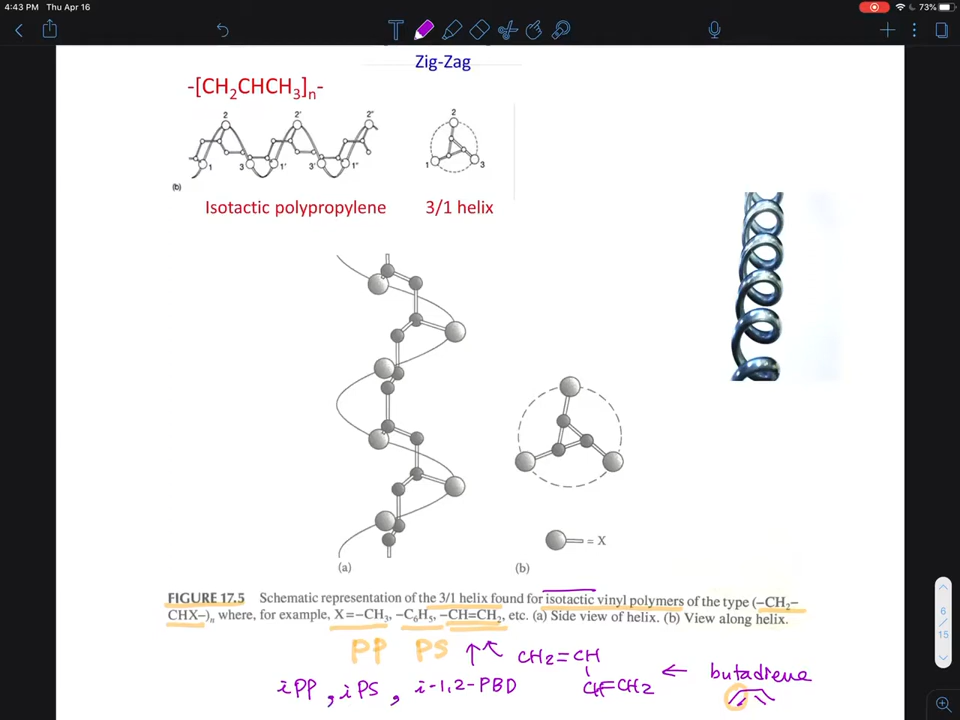 4:43 PM Thu Apr 16
73%
T
Zig-Zag
-[CH₂CHCH₃]n-
2 2' 2" 2
1 3 1' 3' 1" 1 3
(b)
Isotactic polypropylene 3/1 helix
= X
(a) (b)
FIGURE 17.5 Schematic representation of the 3/1 helix found for isotactic vinyl polymers of the type (–CH₂–
CHX–)n, where, for example, X=–CH₃, –C₆H₅, –CH=CH₂, etc. (a) Side view of helix. (b) View along helix.
PP PS
CH2=CH
CH=CH2
← butadiene
iPP, iPS, i-1,2-PBD
6
15